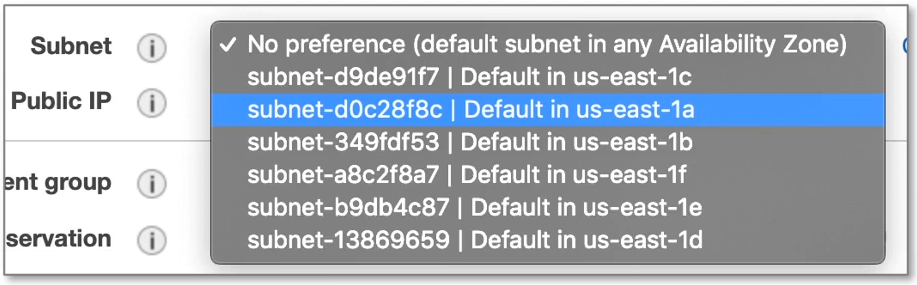 Subnet
Public IP
ent group
servation
✓ No preference (default subnet in any Availability Zone)
subnet-d9de91f7 | Default in us-east-1c
subnet-d0c28f8c | Default in us-east-1a
subnet-349fdf53 | Default in us-east-1b
subnet-a8c2f8a7 | Default in us-east-1f
subnet-b9db4c87 | Default in us-east-1e
subnet-13869659 | Default in us-east-1d